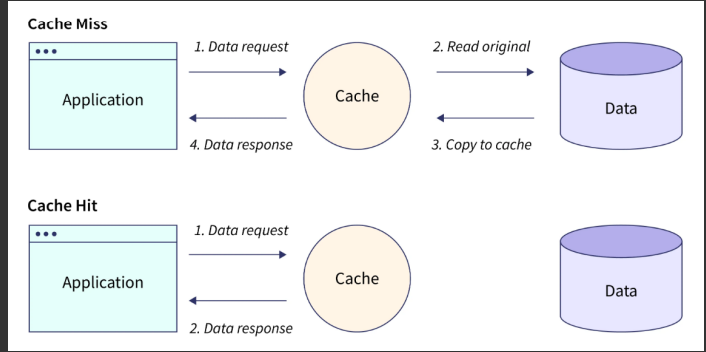 Cache Miss
1. Data request
2. Read original
Application
Cache
Data
4. Data response
3. Copy to cache
Cache Hit
1. Data request
Application
Cache
Data
2. Data response